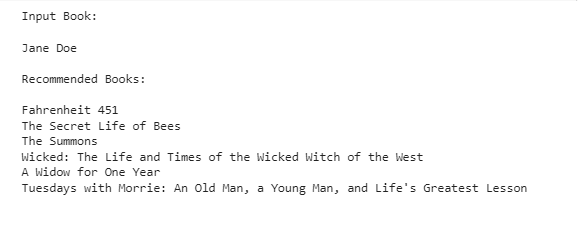 Input Book:
Jane Doe
Recommended Books:
Fahrenheit 451
The Secret Life of Bees
The Summons
Wicked: The Life and Times of the Wicked Witch of the West
A Widow for One Year
Tuesdays with Morrie: An Old Man, a Young Man, and Life's Greatest Lesson